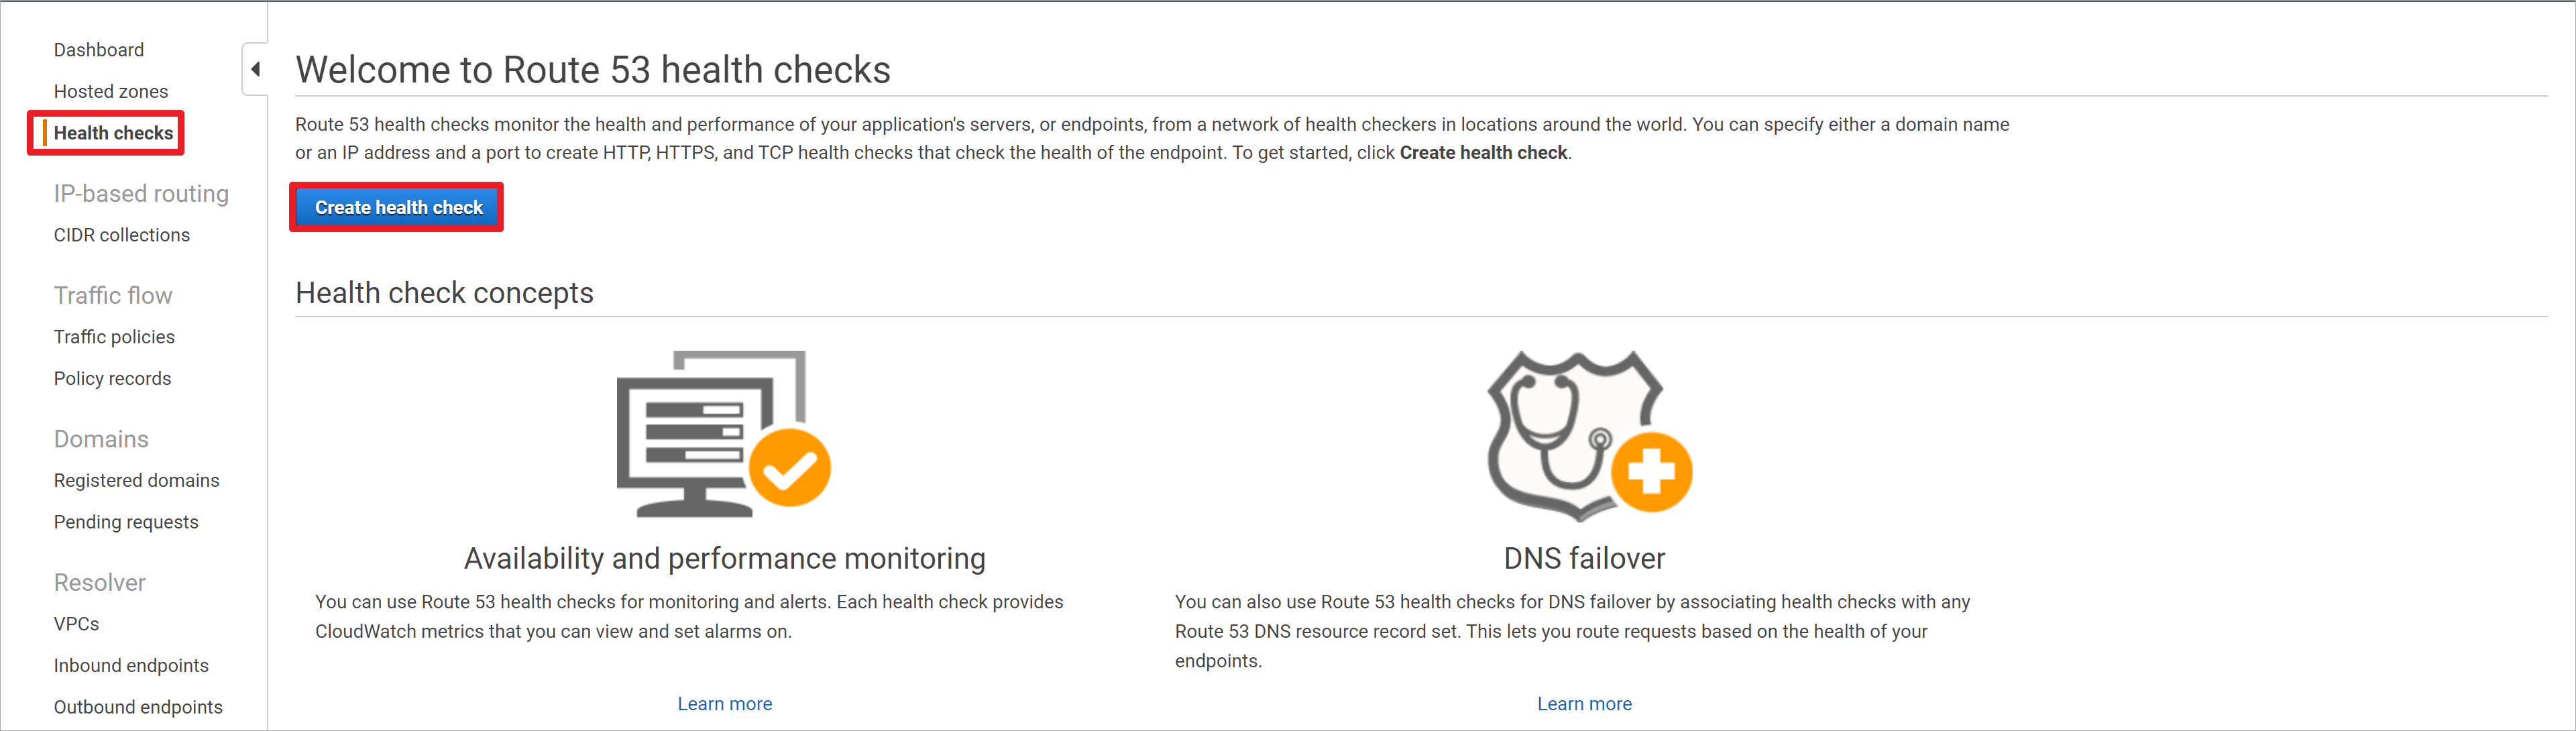 Dashboard
Hosted zones
Health checks
IP-based routing
CIDR collections
Traffic flow
Traffic policies
Policy records
Domains
Registered domains
Pending requests
Resolver
VPCs
Inbound endpoints
Outbound endpoints
Welcome to Route 53 health checks
Route 53 health checks monitor the health and performance of your application's servers, or endpoints, from a network of health checkers in locations around the world. You can specify either a domain name
or an IP address and a port to create HTTP, HTTPS, and TCP health checks that check the health of the endpoint. To get started, click Create health check.
Create health check
Health check concepts
Availability and performance monitoring
You can use Route 53 health checks for monitoring and alerts. Each health check provides
CloudWatch metrics that you can view and set alarms on.
Learn more
DNS failover
You can also use Route 53 health checks for DNS failover by associating health checks with any
Route 53 DNS resource record set. This lets you route requests based on the health of your
endpoints.
Learn more